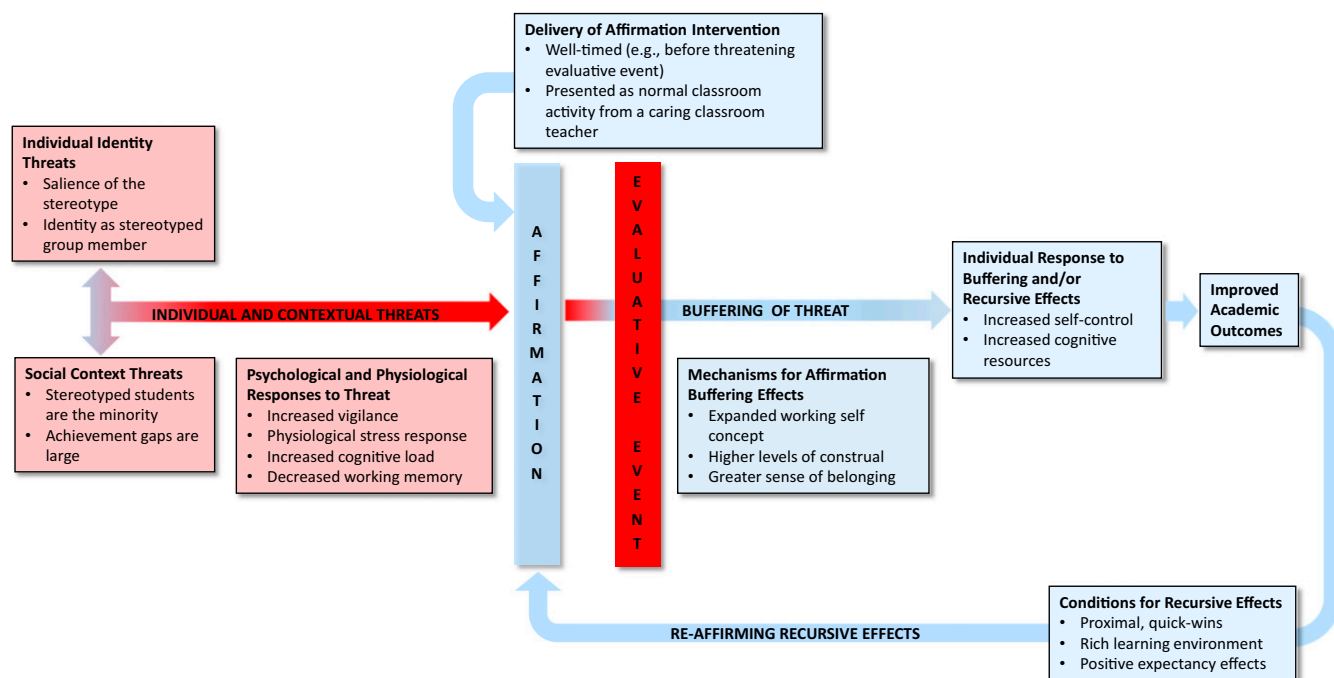 Delivery of Affirmation Intervention
• Well-timed (e.g., before threatening
evaluative event)
• Presented as normal classroom
activity from a caring classroom
teacher
Individual Identity
Threats
• Salience of the
stereotype
• Identity as stereotyped
group member
INDIVIDUAL AND CONTEXTUAL THREATS
Social Context Threats
• Stereotyped students
are the minority
• Achievement gaps are
large
Psychological and Physiological
Responses to Threat
• Increased vigilance
• Physiological stress response
• Increased cognitive load
• Decreased working memory
AFFIRMATION
EVALUATIVE EVENT
BUFFERING OF THREAT
Mechanisms for Affirmation
Buffering Effects
• Expanded working self
concept
• Higher levels of construal
• Greater sense of belonging
Individual Response to
Buffering and/or
Recursive Effects
• Increased self-control
• Increased cognitive
resources
Improved
Academic
Outcomes
Conditions for Recursive Effects
• Proximal, quick-wins
• Rich learning environment
• Positive expectancy effects
RE-AFFIRMING RECURSIVE EFFECTS